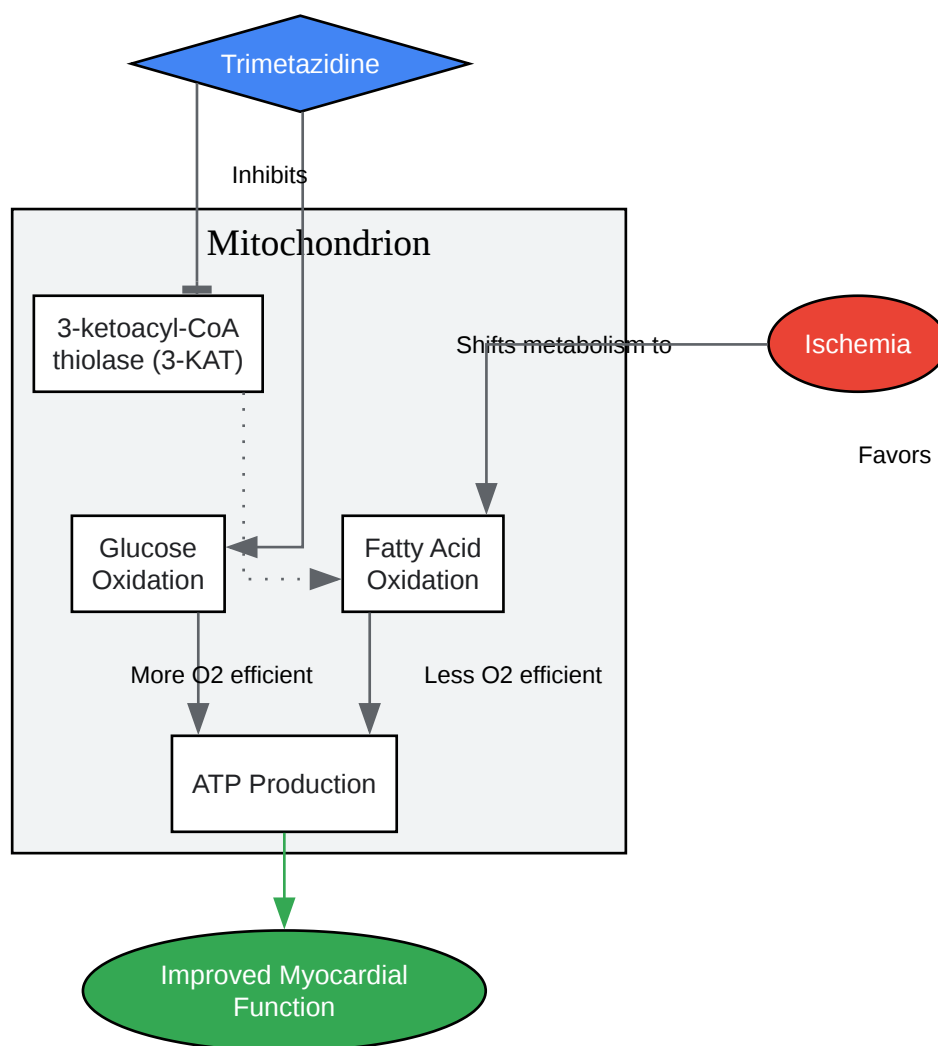 Trimetazidine
Inhibits
Mitochondrion
3-ketoacyl-CoA
thiolase (3-KAT)
Shifts metabolism to
Ischemia
Favors
Glucose
Oxidation
Fatty Acid
Oxidation
More O2 efficient
Less O2 efficient
ATP Production
Improved Myocardial
Function